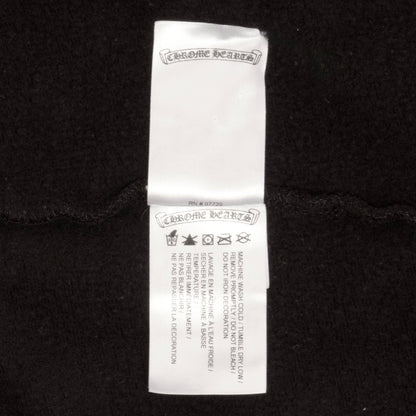 CHROME HEARTS
RN # 07729
CHROME HEARTS
MACHINE WASH COLD / TUMBLE DRY LOW /
REMOVE PROMPTLY / DO NOT BLEACH /
DO NOT IRON DECORATION
LAVAGE EN MACHINE À L'EAU FROIDE /
SÉCHER EN MACHINE À BASSE
TEMPERATURE /
RETIRER IMMÉDIATEMENT /
NE PAS BLANCHIR /
NE PAS REPASSER LA DÉCORATION